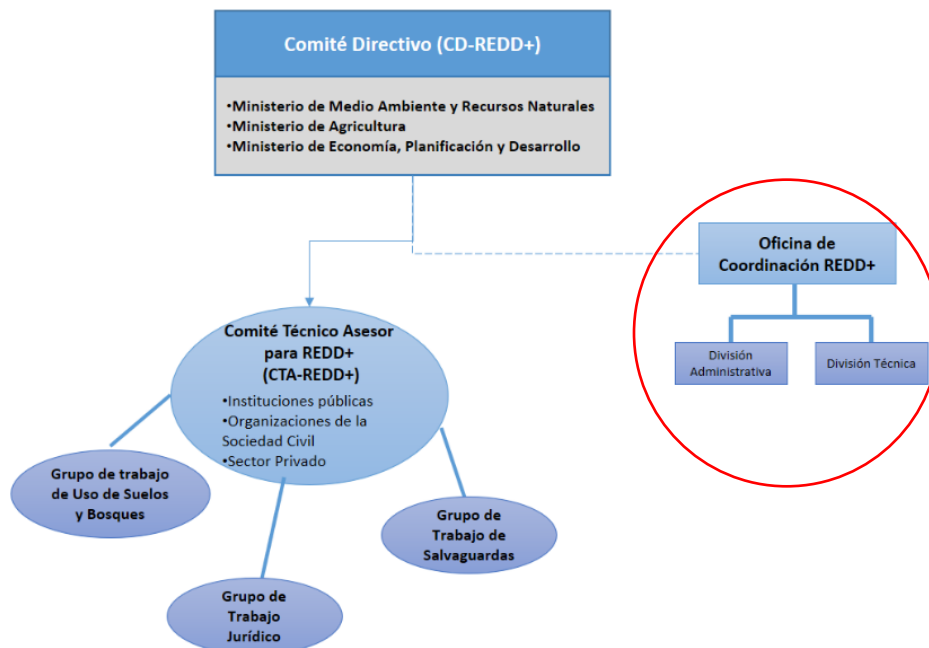 Comité Directivo (CD-REDD+)
•Ministerio de Medio Ambiente y Recursos Naturales
•Ministerio de Agricultura
•Ministerio de Economía, Planificación y Desarrollo
Oficina de
Coordinación REDD+
División
Administrativa
División Técnica
Comité Técnico Asesor
para REDD+
(CTA-REDD+)
•Instituciones públicas
•Organizaciones de la
Sociedad Civil
•Sector Privado
Grupo de trabajo
de Uso de Suelos
y Bosques
Grupo de
Trabajo de
Salvaguardas
Grupo de
Trabajo
Jurídico